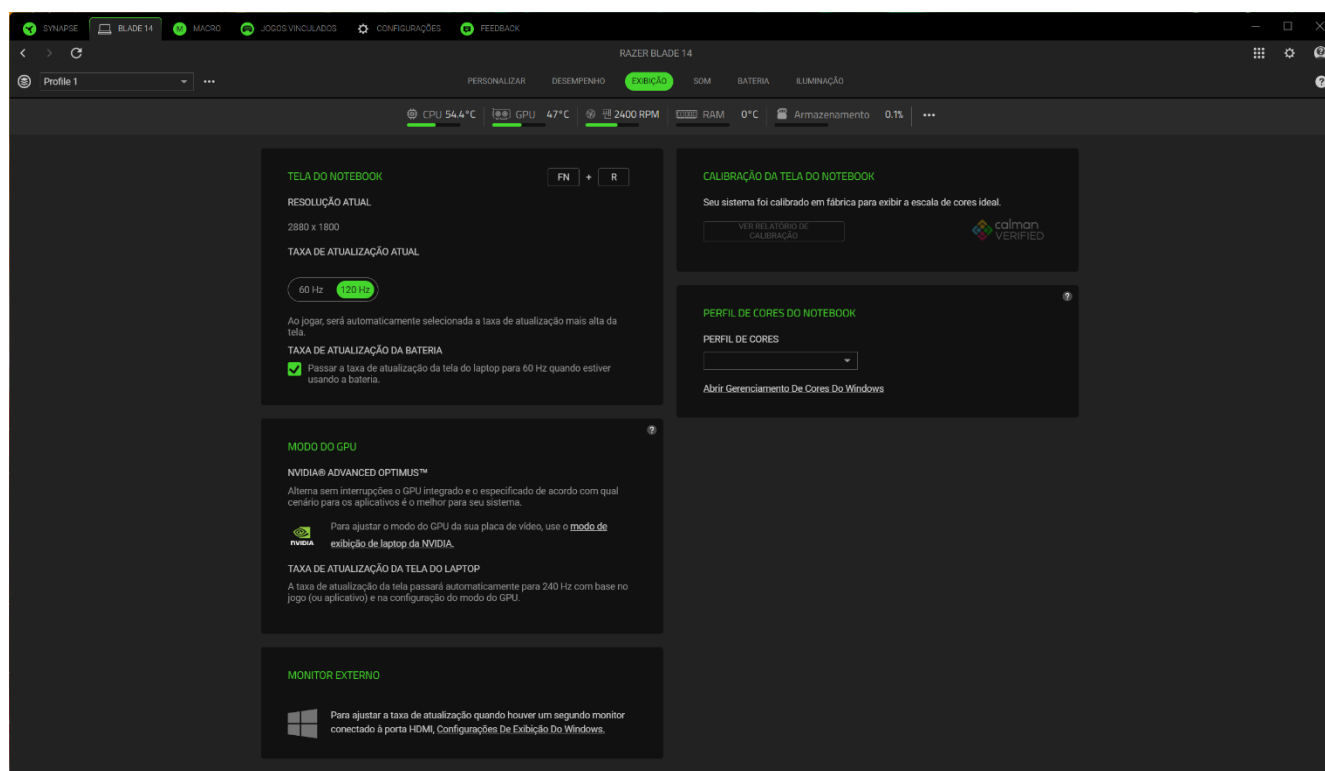 SYNAPSE
BLADE 14
MACRO
JOGOS VINCULADOS
CONFIGURAÇÕES
FEEDBACK
RAZER BLADE 14
Profile 1
PERSONALIZAR
DESEMPENHO
EXIBIÇÃO
SOM
BATERIA
ILUMINAÇÃO
CPU 54.4°C
GPU 47°C
2400 RPM
RAM 0°C
Armazenamento 0.1%
TELA DO NOTEBOOK
FN + R
RESOLUÇÃO ATUAL
2880 x 1800
TAXA DE ATUALIZAÇÃO ATUAL
60 Hz 120 Hz
Ao jogar, será automaticamente selecionada a taxa de atualização mais alta da
tela.
TAXA DE ATUALIZAÇÃO DA BATERIA
Passar a taxa de atualização da tela do laptop para 60 Hz quando estiver
usando a bateria.
MODO DO GPU
NVIDIA® ADVANCED OPTIMUS™
Alterna sem interrupções o GPU integrado e o especificado de acordo com qual
cenário para os aplicativos é o melhor para seu sistema.
NVIDIA
Para ajustar o modo do GPU da sua placa de vídeo, use o modo de
exibição de laptop da NVIDIA.
TAXA DE ATUALIZAÇÃO DA TELA DO LAPTOP
A taxa de atualização da tela passará automaticamente para 240 Hz com base no
jogo (ou aplicativo) e na configuração do modo do GPU.
MONITOR EXTERNO
Para ajustar a taxa de atualização quando houver um segundo monitor
conectado à porta HDMI, Configurações De Exibição Do Windows.
CALIBRAÇÃO DA TELA DO NOTEBOOK
Seu sistema foi calibrado em fábrica para exibir a escala de cores ideal.
VER RELATÓRIO DE
CALIBRAÇÃO
calman
VERIFIED
PERFIL DE CORES DO NOTEBOOK
PERFIL DE CORES
Abrir Gerenciamento De Cores Do Windows